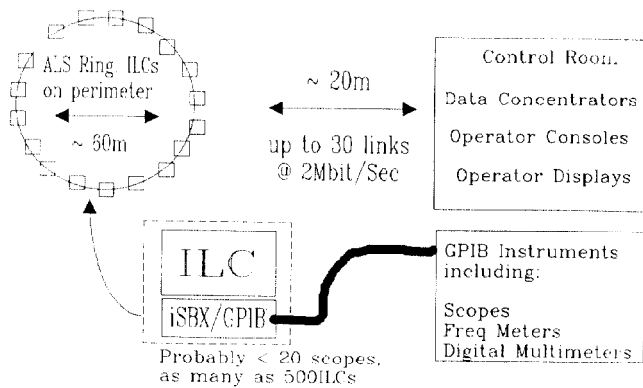 ALS Ring, ILCs
on perimeter
~ 60m
~ 20m
up to 30 links
@ 2Mbit/Sec
Control Room.
Data Concentrators
Operator Consoles
Operator Displays
ILC
iSBX/GPIB
Probably < 20 scopes,
as many as 500ILCs
GPIB Instruments
including:
Scopes
Freq Meters
Digital Multimeters